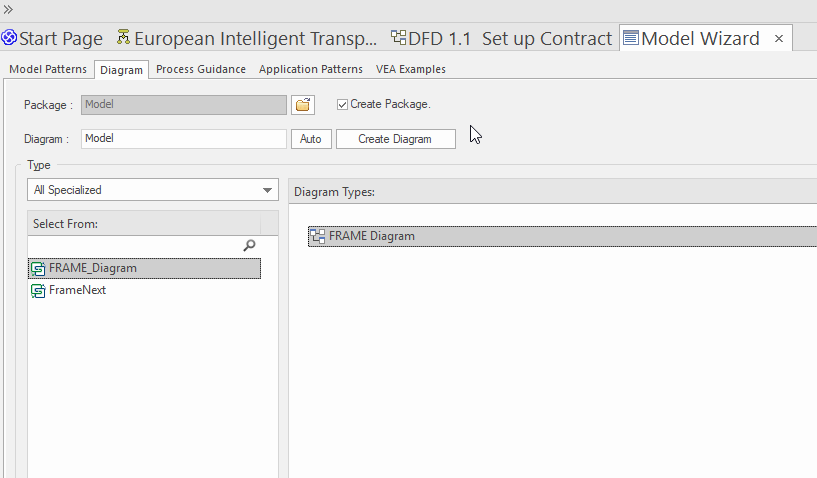 »
Start Page European Intelligent Transp... DFD 1.1 Set up Contract Model Wizard ×
Model Patterns Diagram Process Guidance Application Patterns VEA Examples
Package : Model Create Package.
Diagram : Model Auto Create Diagram
Type
All Specialized Diagram Types:
Select From:
FRAME Diagram
FRAME_Diagram
FrameNext